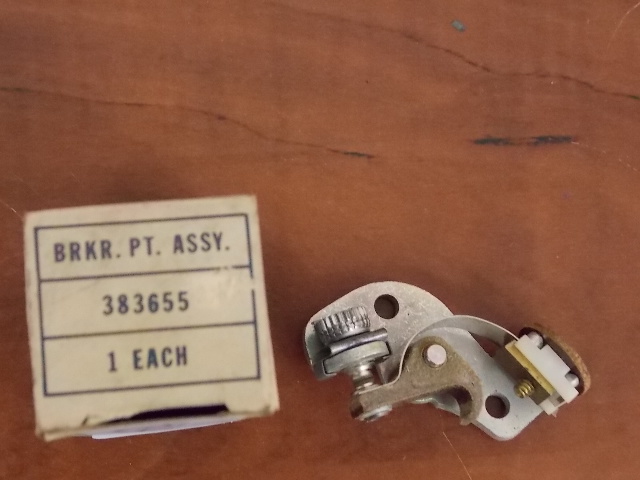 BRKR. PT. ASSY.
383655
1 EACH